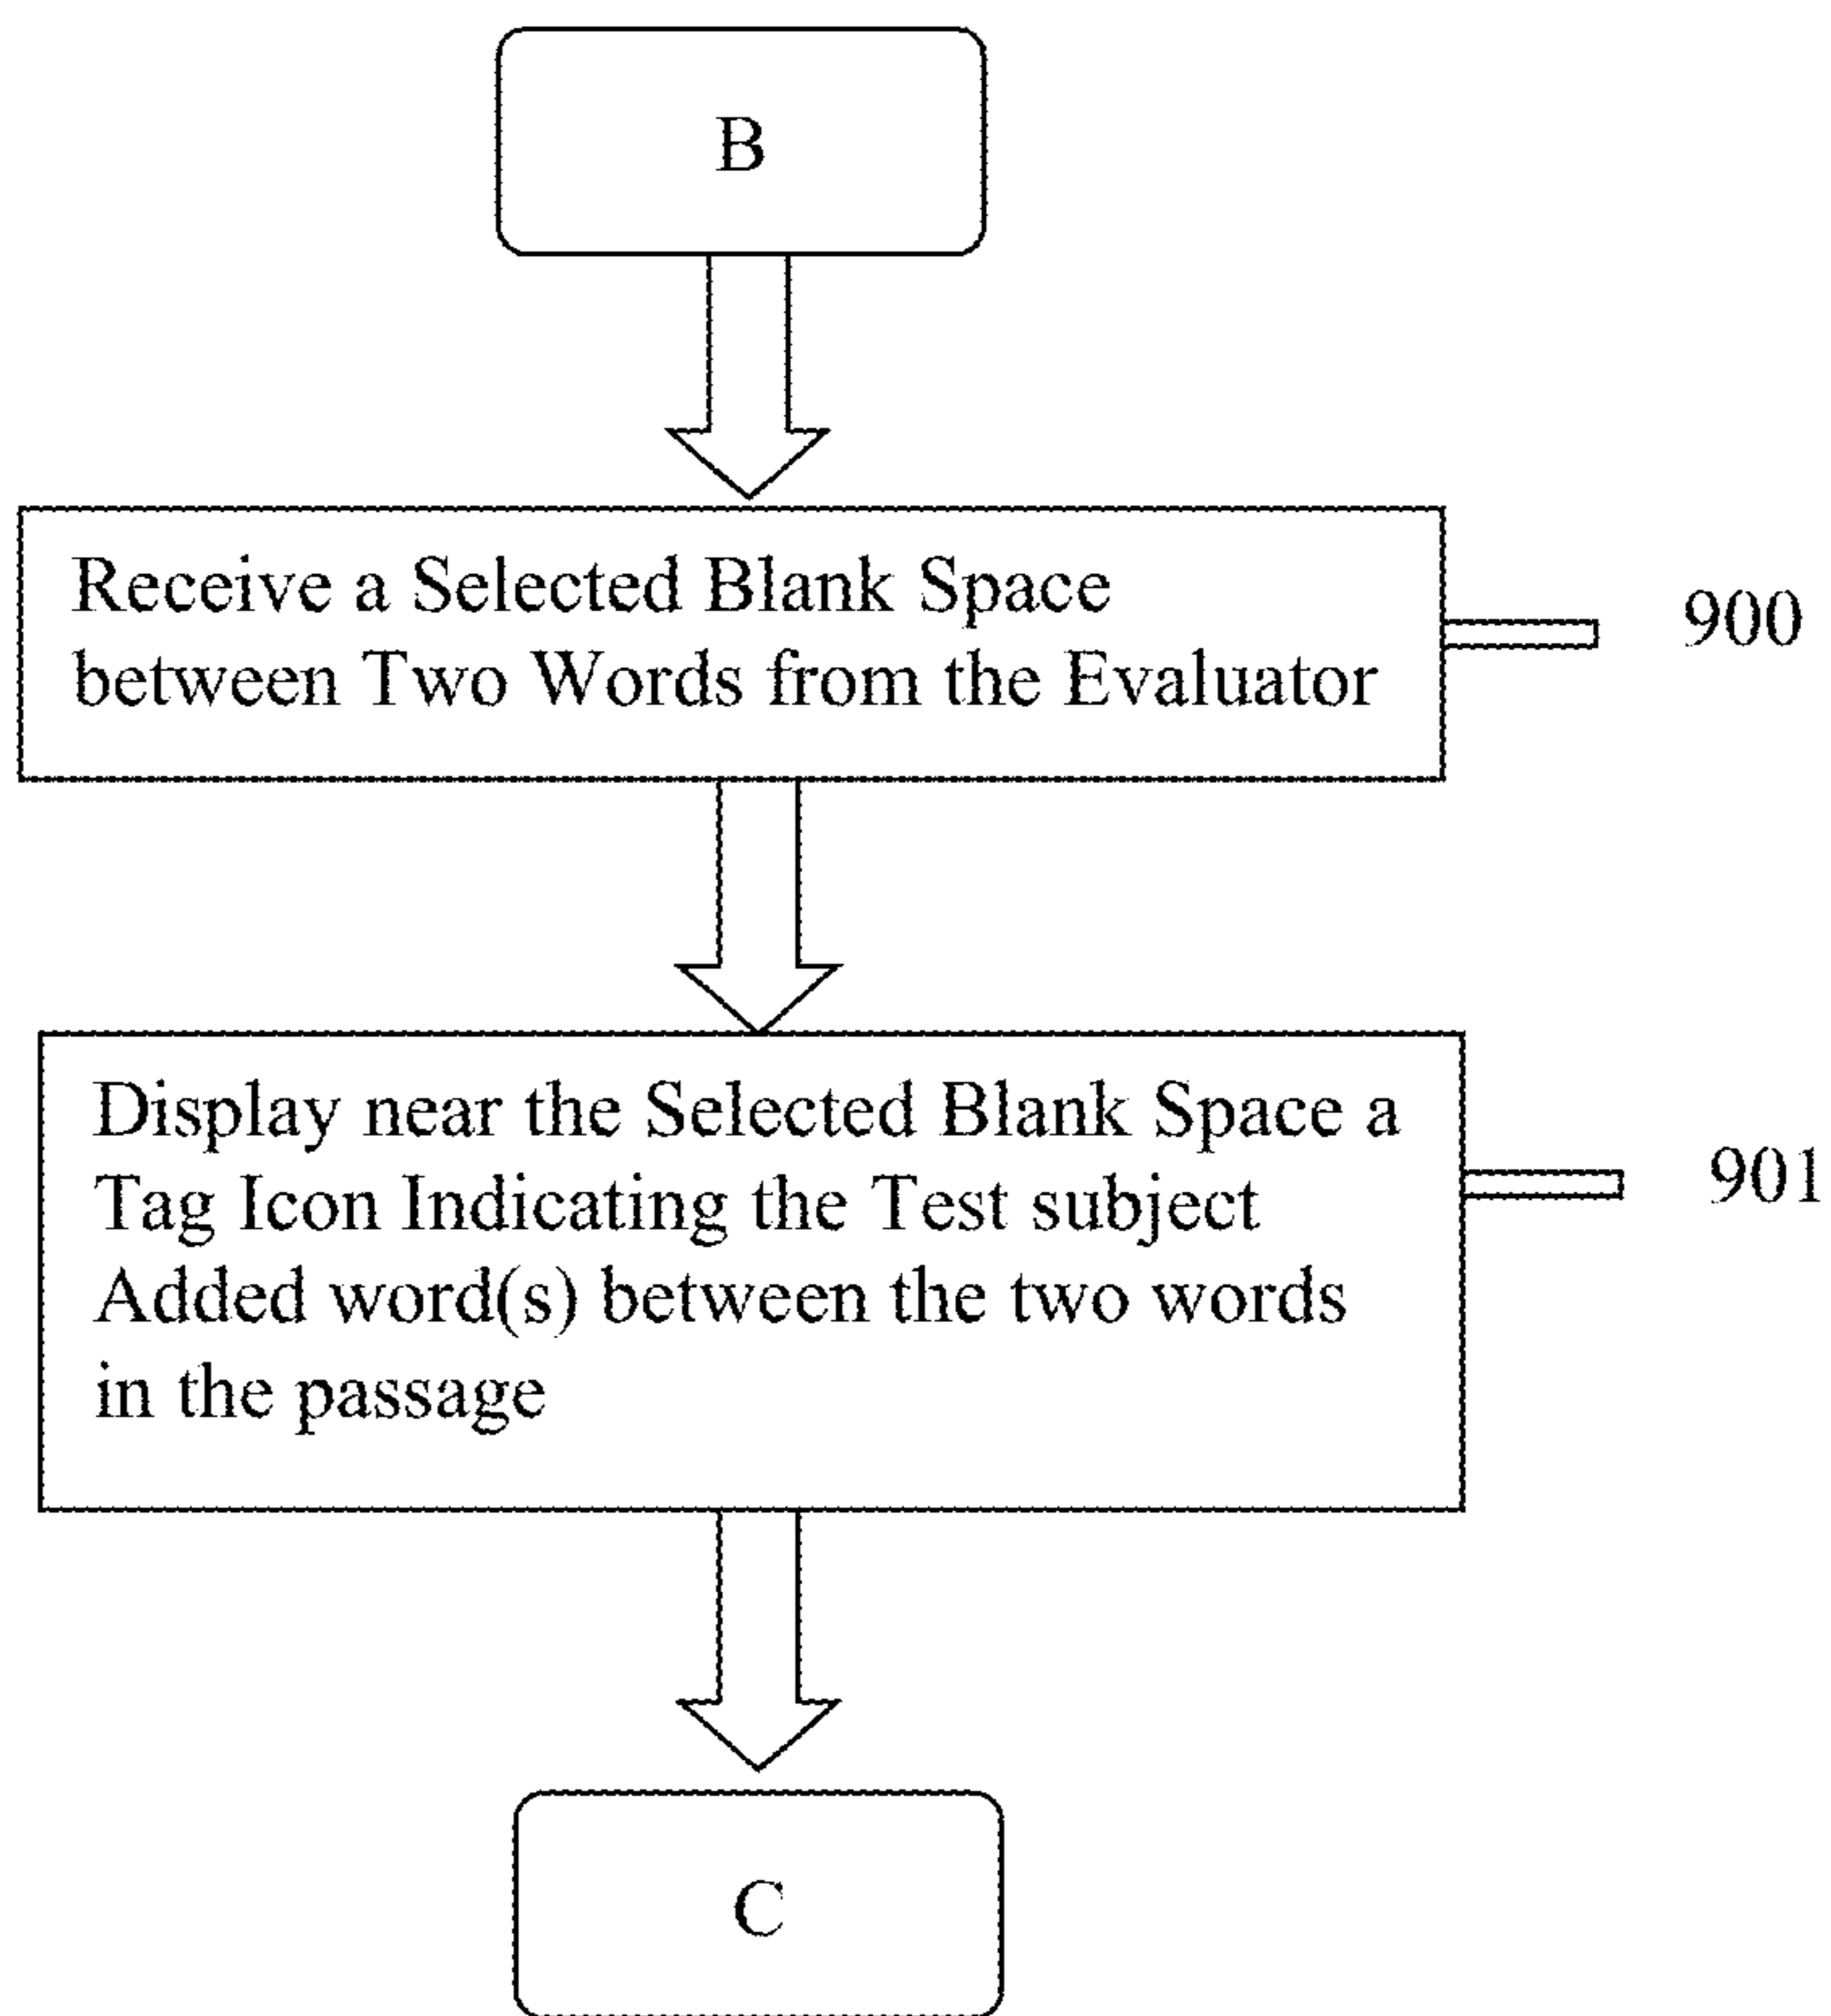 B
Receive a Selected Blank Space
between Two Words from the Evaluator
900
Display near the Selected Blank Space a
Tag Icon Indicating the Test subject
Added word(s) between the two words
in the passage
901
C